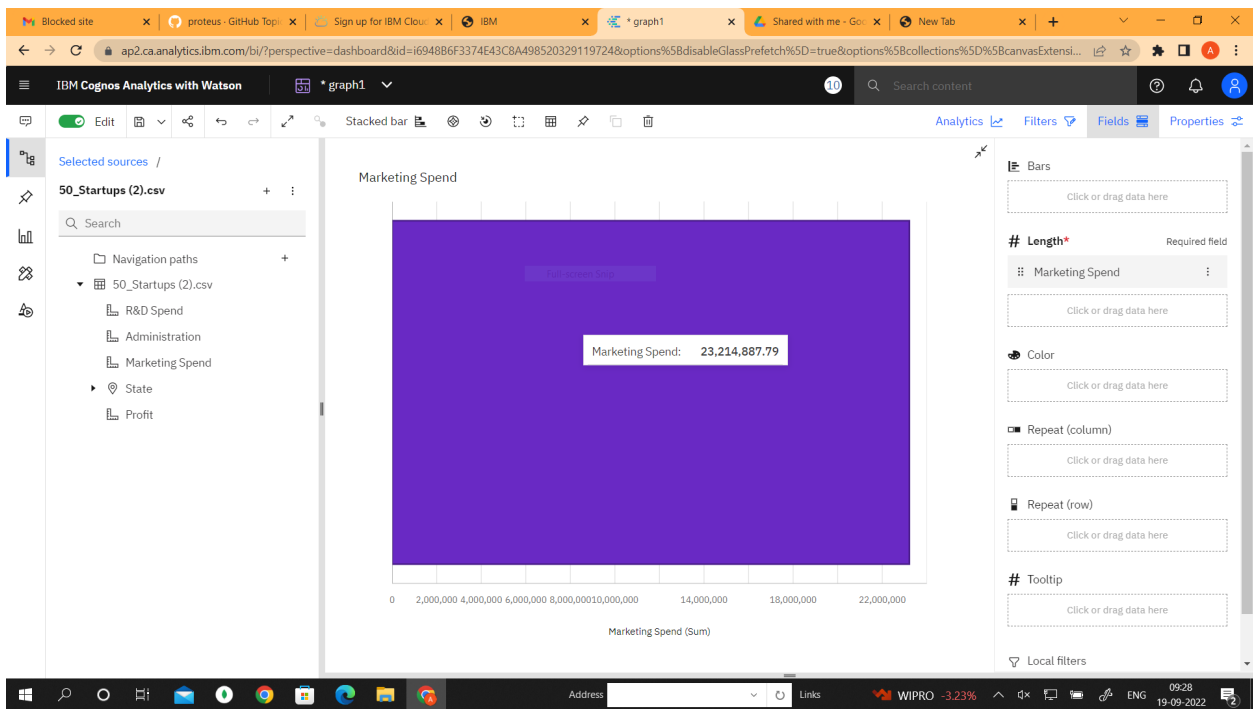 Blocked site
proteus · GitHub Topi
Sign up for IBM Cloud
IBM
* graph1
Shared with me - Goo
New Tab
ap2.ca.analytics.ibm.com/bi/?perspective=dashboard&id=i6948B6F3374E43C8A498520329119724&options%5BdisableGlassPrefetch%5D=true&options%5Bcollections%5D%5BcanvasExtensi...
A
IBM Cognos Analytics with Watson
* graph1
10
Search content
Edit
Stacked bar
Analytics
Filters
Fields
Properties
Selected sources /
50_Startups (2).csv
Search
Navigation paths
50_Startups (2).csv
R&D Spend
Administration
Marketing Spend
State
Profit
Marketing Spend
Full-screen Snip
Marketing Spend: 23,214,887.79
0 2,000,000 4,000,000 6,000,000 8,000,000 10,000,000 14,000,000 18,000,000 22,000,000
Marketing Spend (Sum)
Bars
Click or drag data here
# Length* Required field
Marketing Spend
Click or drag data here
Color
Click or drag data here
Repeat (column)
Click or drag data here
Repeat (row)
Click or drag data here
# Tooltip
Click or drag data here
Local filters
Address
Links
WIPRO -3.23%
ENG
09:28
19-09-2022
2